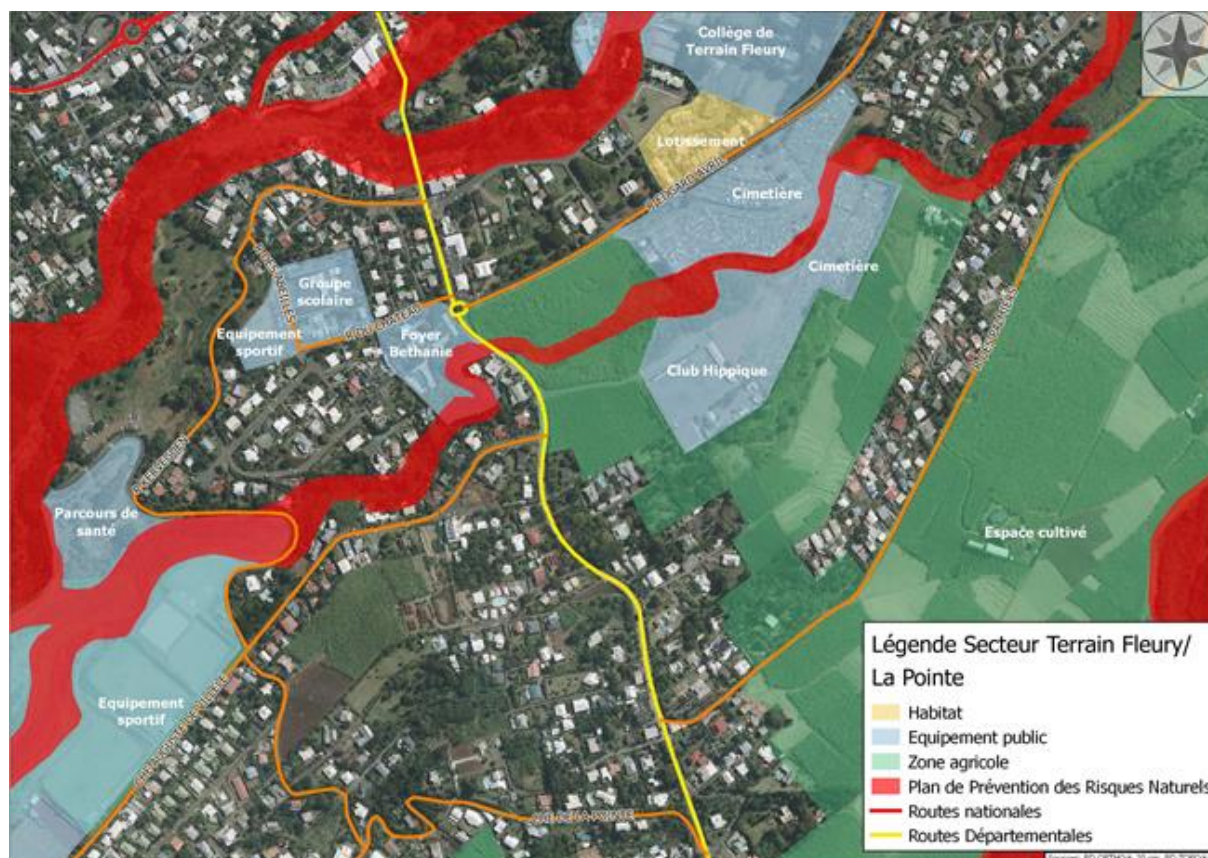 Collège de
Terrain Fleury
Lotissement
Cimetière
Cimetière
Groupe
scolaire
Equipement
sportif
Foyer
Bethanie
Club Hippique
Parcours de
santé
Espace cultivé
Equipement
sportif
Légende Secteur Terrain Fleury/
La Pointe
Habitat
Equipement public
Zone agricole
Plan de Prévention des Risques Naturels
Routes nationales
Routes Départementales